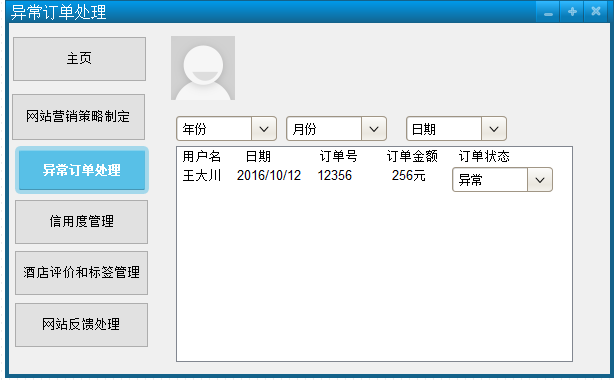 异常订单处理
主页
网站营销策略制定
异常订单处理
信用度管理
酒店评价和标签管理
网站反馈处理
年份 月份 日期
用户名 日期 订单号 订单金额 订单状态
王大川 2016/10/12 12356 256元 异常